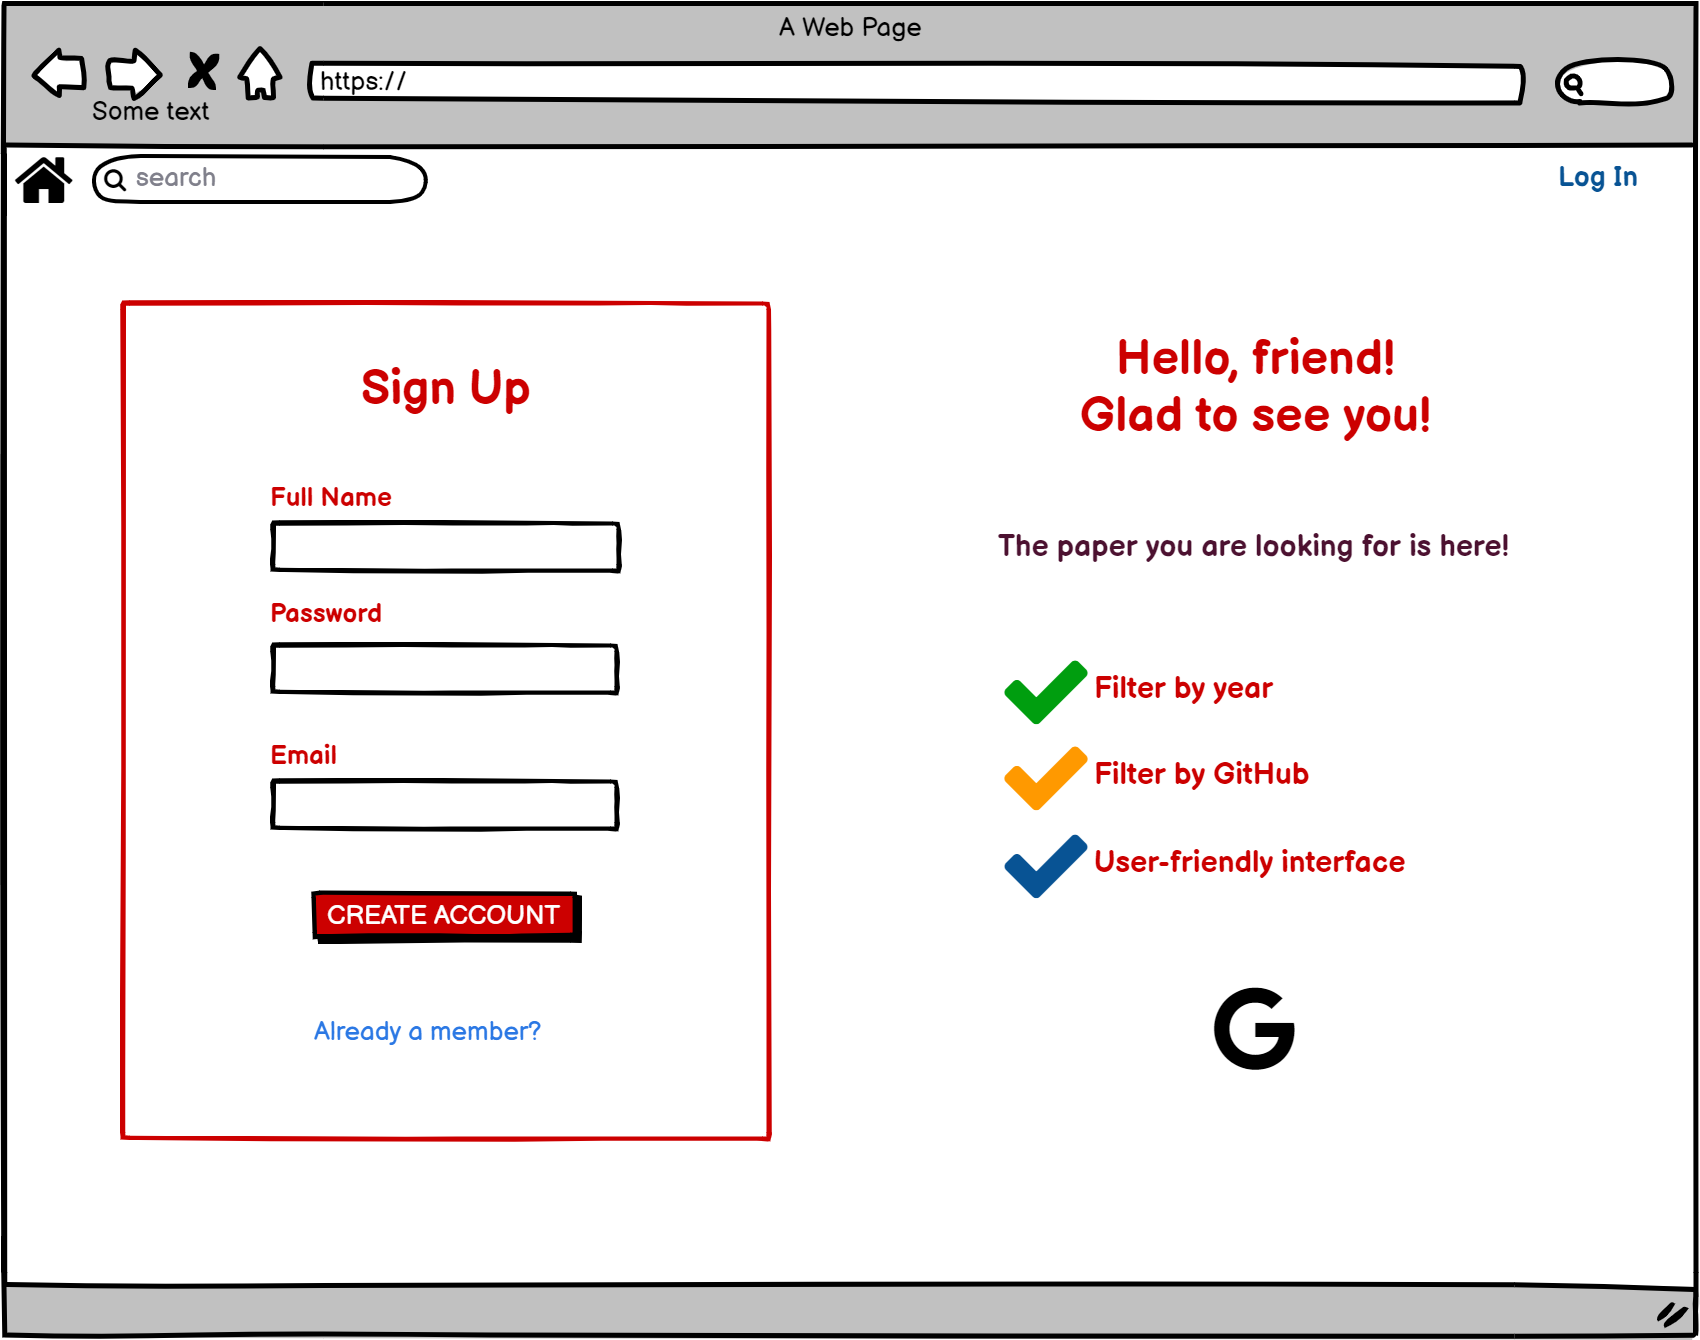 A Web Page
https://
Some text
search
Log In
Sign Up
Full Name
Password
Email
CREATE ACCOUNT
Already a member?
Hello, friend!
Glad to see you!
The paper you are looking for is here!
Filter by year
Filter by GitHub
User-friendly interface
G